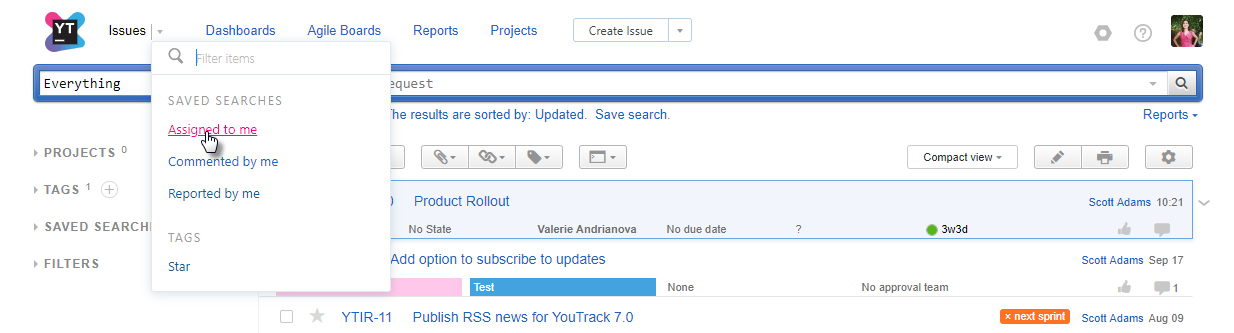 YT
Issues Dashboards Agile Boards Reports Projects Create Issue
Filter items
Everything equest
SAVED SEARCHES
he results are sorted by: Updated. Save search. Reports
Assigned to me
PROJECTS 0
Commented by me
Compact view
TAGS 1
Reported by me
Product Rollout Scott Adams 10:21
SAVED SEARCH
No State Valerie Andrianova No due date ? 3w3d
TAGS
Add option to subscribe to updates Scott Adams Sep 17
FILTERS
Star
Test None No approval team 1
YTIR-11 Publish RSS news for YouTrack 7.0 × next sprint Scott Adams Aug 09